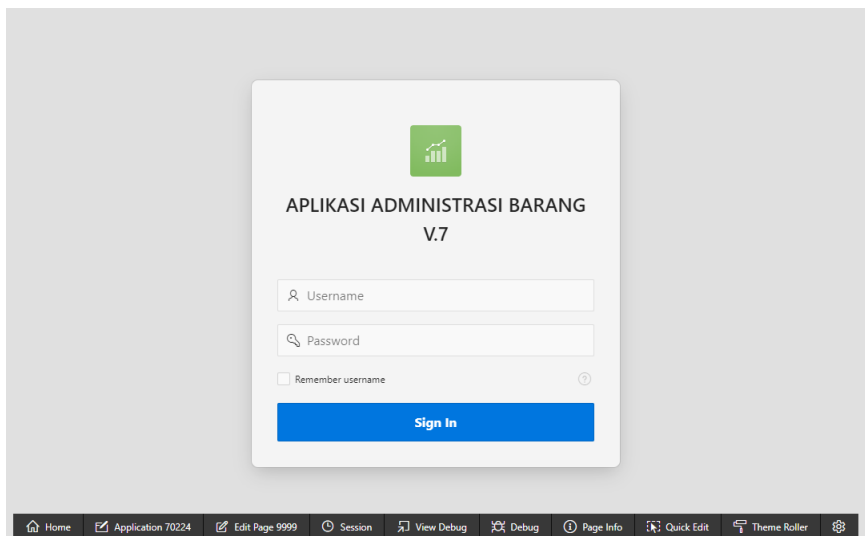 APLIKASI ADMINISTRASI BARANG
V.7
Username
Password
Remember username
?
Sign In
Home Application 70224 Edit Page 9999 Session View Debug Debug Page Info Quick Edit Theme Roller